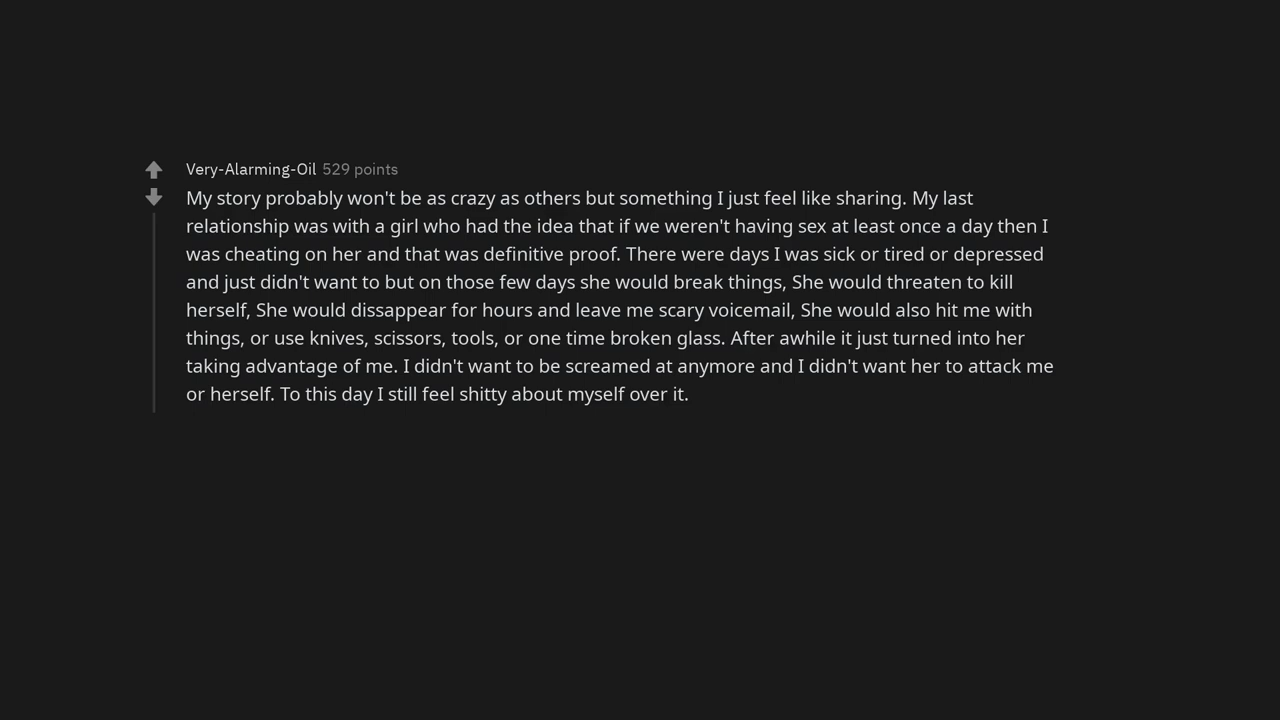 Very-Alarming-Oil 529 points
My story probably won't be as crazy as others but something I just feel like sharing. My last
relationship was with a girl who had the idea that if we weren't having sex at least once a day then I
was cheating on her and that was definitive proof. There were days I was sick or tired or depressed
and just didn't want to but on those few days she would break things, She would threaten to kill
herself, She would dissappear for hours and leave me scary voicemail, She would also hit me with
things, or use knives, scissors, tools, or one time broken glass. After awhile it just turned into her
taking advantage of me. I didn't want to be screamed at anymore and I didn't want her to attack me
or herself. To this day I still feel shitty about myself over it.